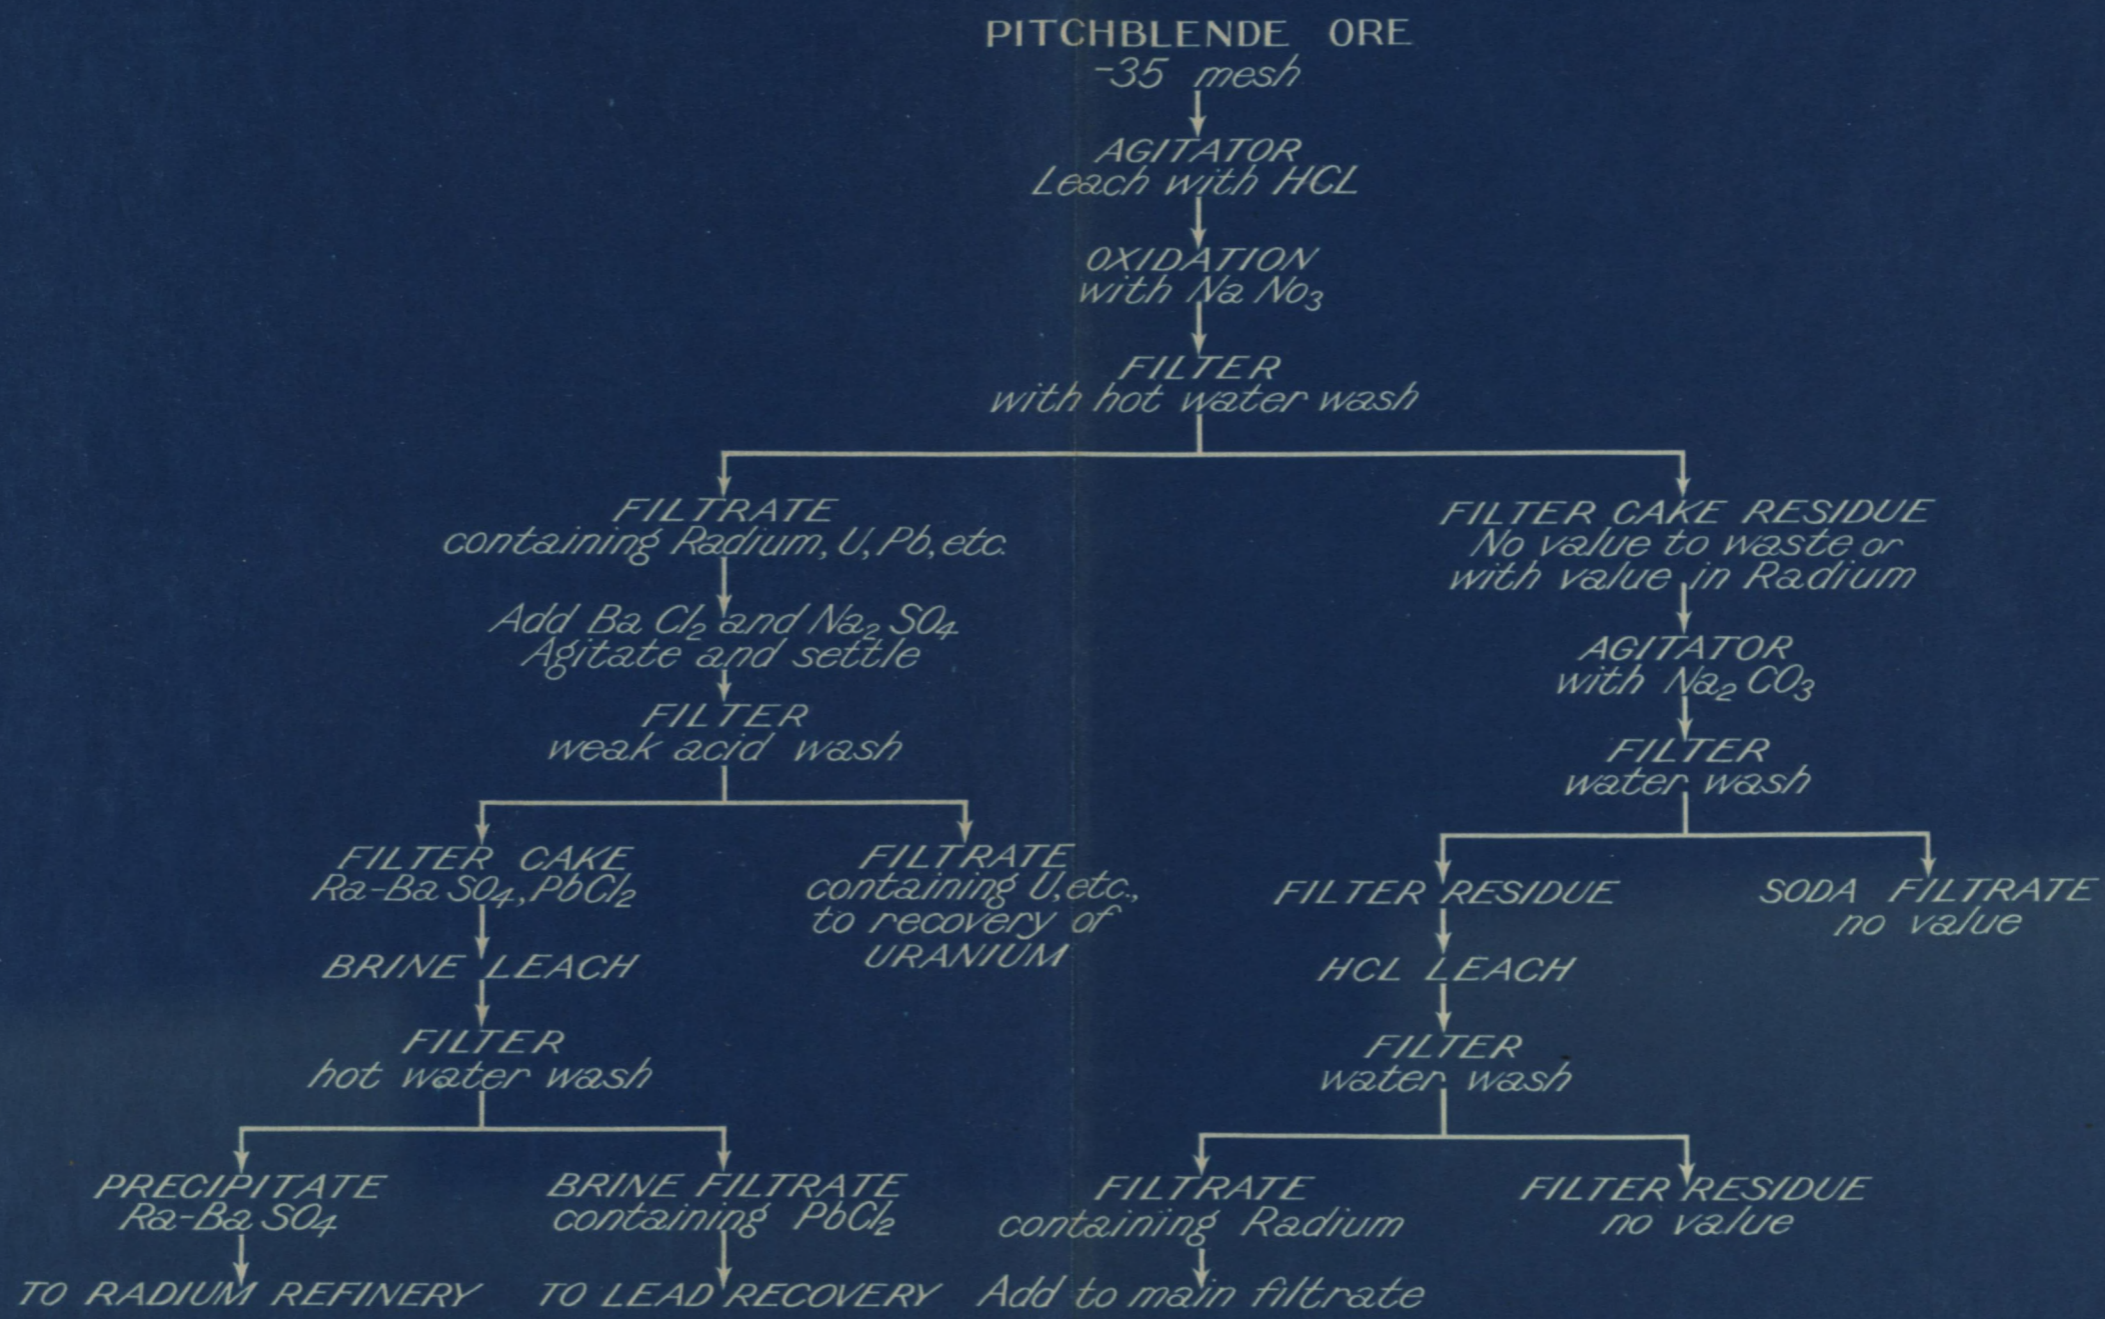 PITCHBLENDE ORE
-35 mesh
AGITATOR
Leach with HCL
OXIDATION
with Na No₃
FILTER
with hot water wash
FILTRATE
containing Radium, U, Pb, etc.
Add Ba Cl₂ and Na₂ SO₄
Agitate and settle
FILTER
weak acid wash
FILTER CAKE
Ra-Ba SO₄, PbCl₂
BRINE LEACH
FILTER
hot water wash
PRECIPITATE
Ra-Ba SO₄
TO RADIUM REFINERY
BRINE FILTRATE
containing PbCl₂
TO LEAD RECOVERY
FILTRATE
containing U, etc.,
to recovery of
URANIUM
FILTER CAKE RESIDUE
No value to waste or
with value in Radium
AGITATOR
with Na₂ CO₃
FILTER
water wash
FILTER RESIDUE
HCL LEACH
FILTER
water wash
FILTRATE
containing Radium
Add to main filtrate
FILTER RESIDUE
no value
SODA FILTRATE
no value